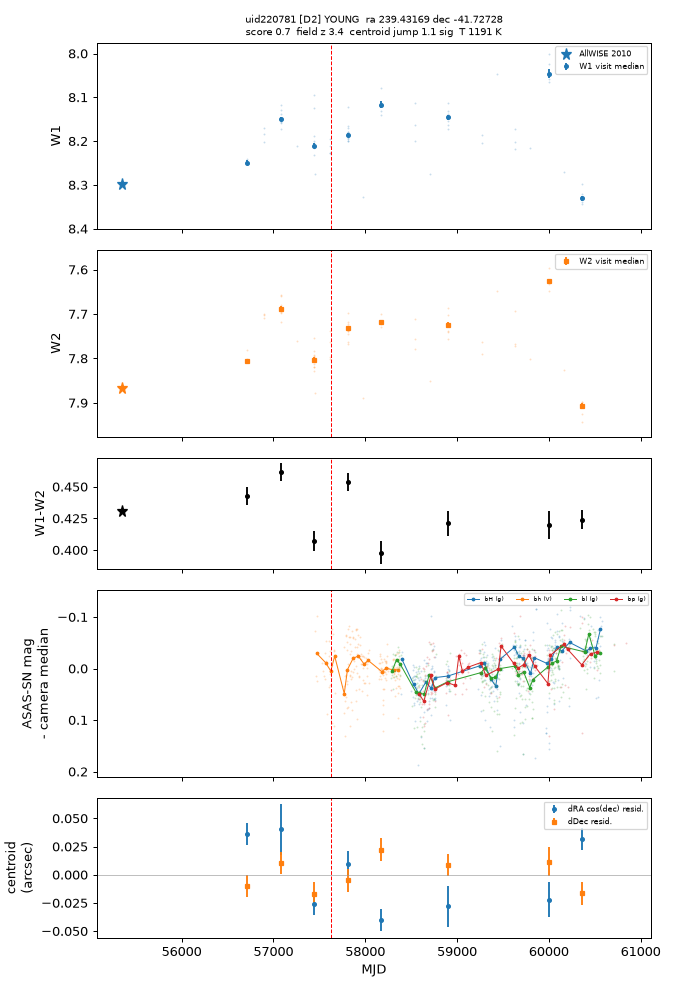 uid220781 [D2] YOUNG ra 239.43169 dec -41.72728
score 0.7 field z 3.4 centroid jump 1.1 sig T 1191 K
AllWISE 2010
W1 visit median
W1
8.0
8.1
8.2
8.3
8.4
W2 visit median
W2
7.6
7.7
7.8
7.9
W1-W2
0.450
0.425
0.400
bH (g)
bh (V)
bl (g)
bp (g)
ASAS-SN mag
- camera median
−0.1
0.0
0.1
0.2
dRA cos(dec) resid.
dDec resid.
centroid
(arcsec)
0.050
0.025
0.000
−0.025
−0.050
56000
57000
58000
59000
60000
61000
MJD